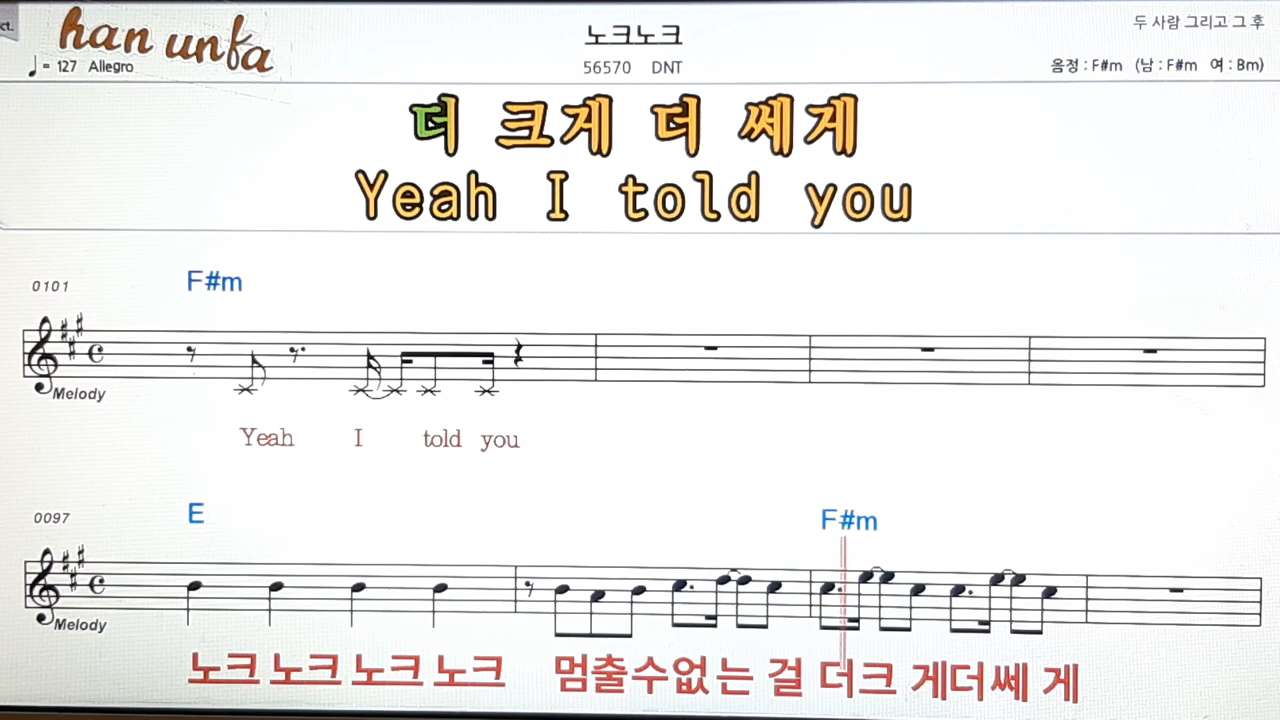 ct.
han unfa
노크노크
두 사람 그리고 그 후
♩= 127 Allegro
56570 DNT
음정 : F#m (남 : F#m 여 : Bm)
더 크게 더 쎄게
Yeah I told you
0101
F#m
Melody
Yeah I told you
0097
E
F#m
Melody
노크 노크 노크 노크 멈출수없는 걸 더크 게더쎄 게